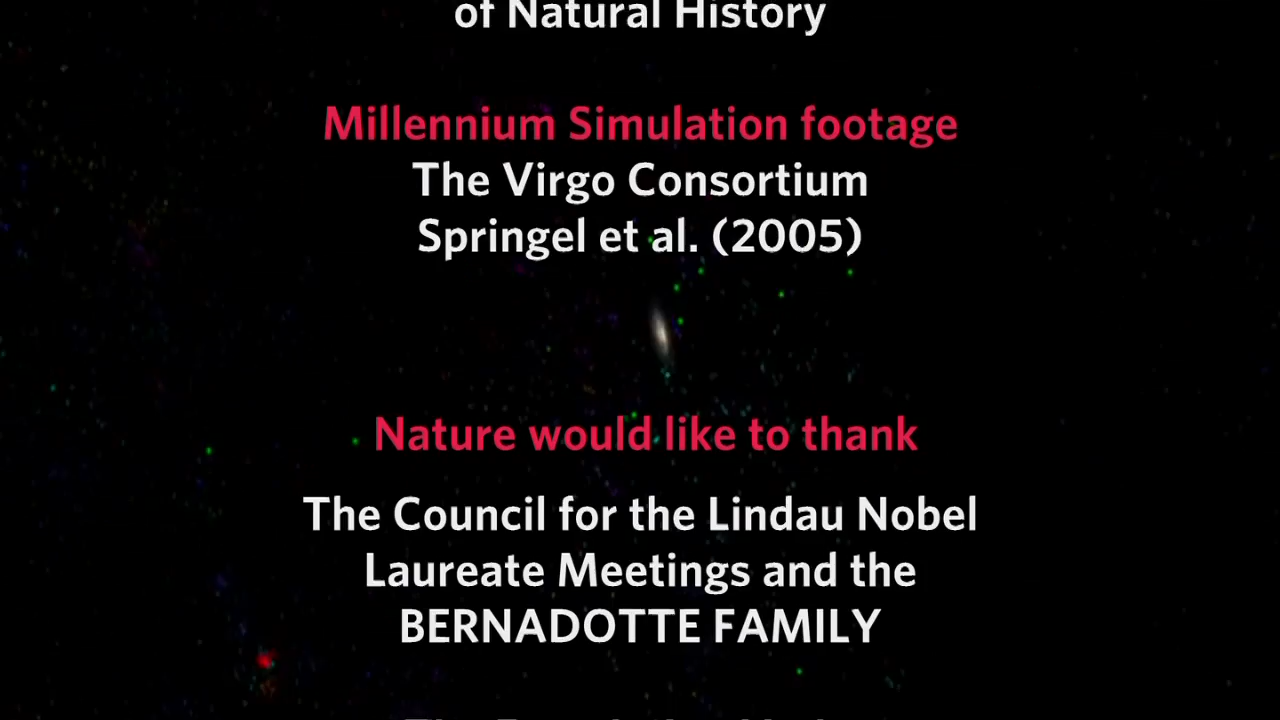 of Natural History
Millennium Simulation footage
The Virgo Consortium
Springel et al. (2005)
Nature would like to thank
The Council for the Lindau Nobel
Laureate Meetings and the
BERNADOTTE FAMILY